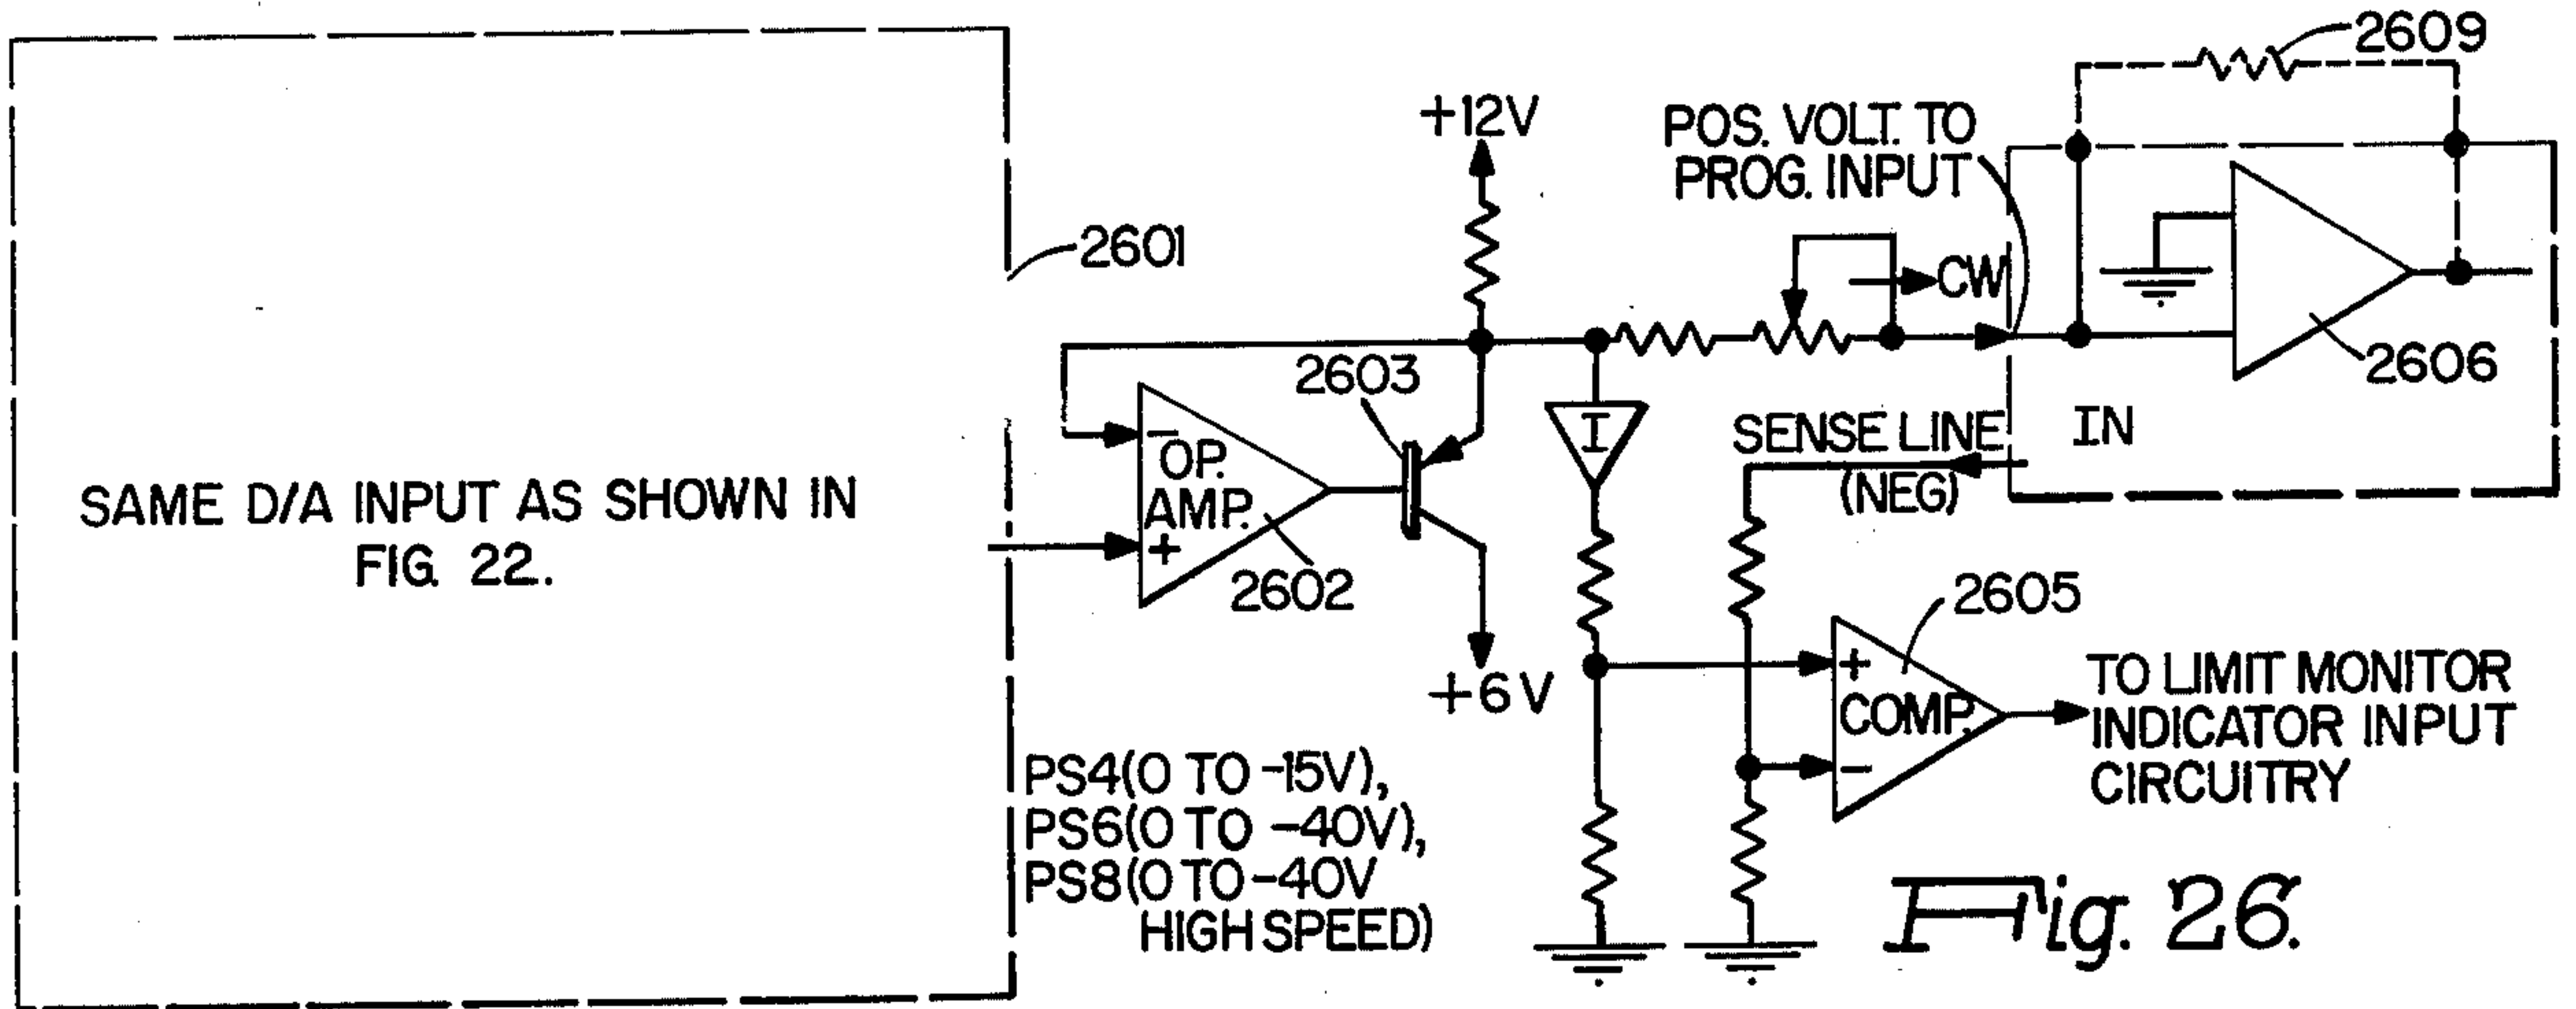 2609
+12V
POS. VOLT. TO
PROG. INPUT
2601
CW
2603
2606
SENSE LINE
(NEG)
IN
I
-
OP.
AMP.
+
2602
SAME D/A INPUT AS SHOWN IN
FIG. 22.
2605
+
COMP.
-
+6V
TO LIMIT MONITOR
INDICATOR INPUT
CIRCUITRY
PS4(0 TO -15V),
PS6(0 TO -40V),
PS8(0 TO -40V
HIGH SPEED)
Fig. 26.